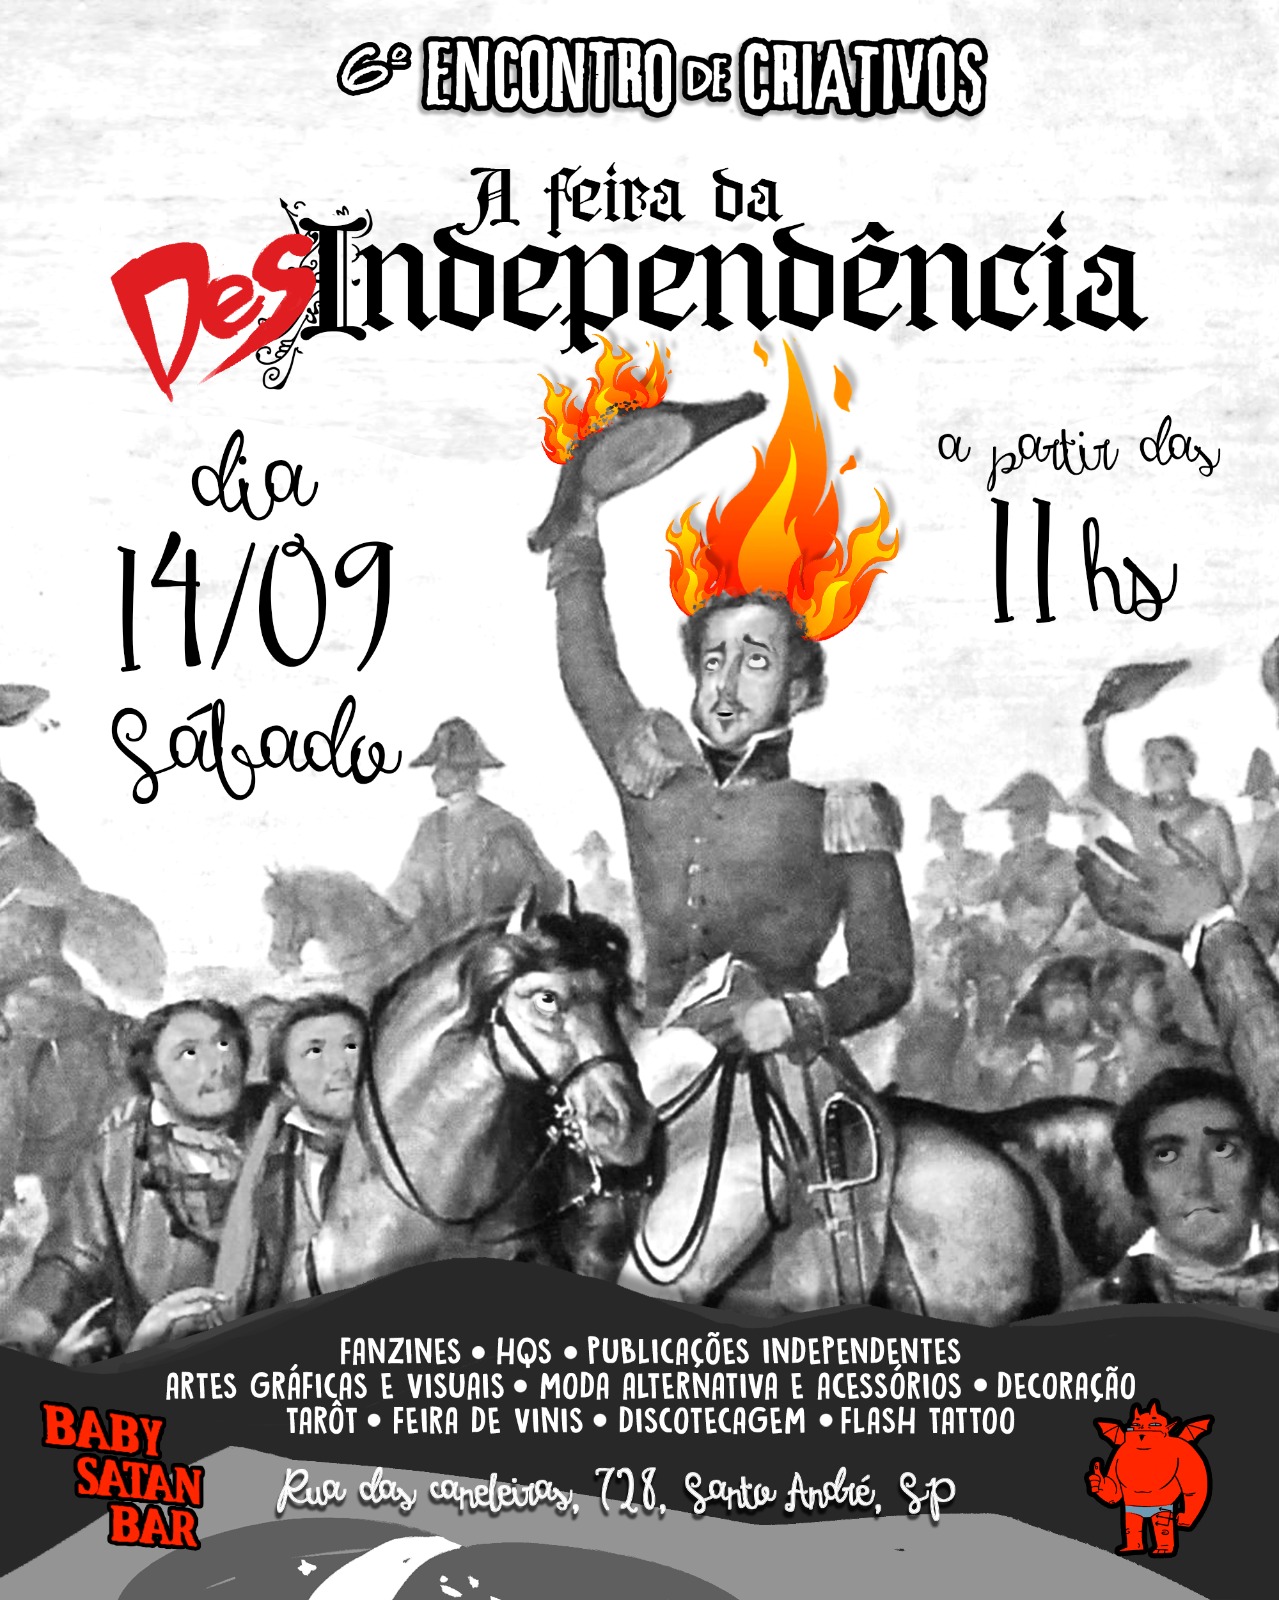 6º ENCONTRO DE CRIATIVOS
A feira da
DesIndependência
dia
14/09
Sábado
a partir das
11 hs
FANZINES • HQS • PUBLICAÇÕES INDEPENDENTES
ARTES GRÁFICAS E VISUAIS • MODA ALTERNATIVA E ACESSÓRIOS • DECORAÇÃO
TARÔT • FEIRA DE VINIS • DISCOTECAGEM • FLASH TATTOO
BABY
SATAN
BAR
Rua das caneleiras, 728, Santo André, SP